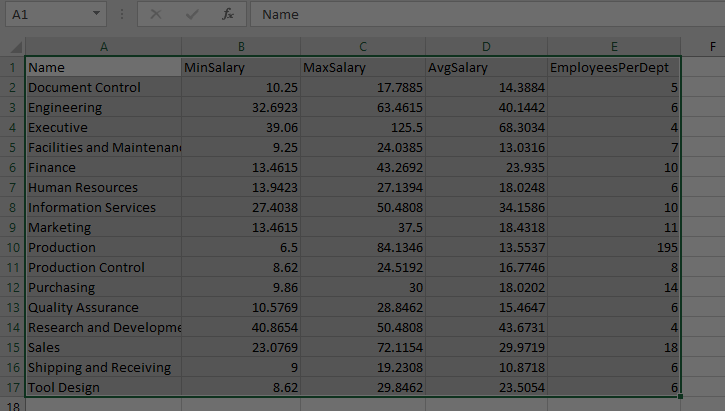 A1 fx Name
A B C D E F
1 Name MinSalary MaxSalary AvgSalary EmployeesPerDept
2 Document Control 10.25 17.7885 14.3884 5
3 Engineering 32.6923 63.4615 40.1442 6
4 Executive 39.06 125.5 68.3034 4
5 Facilities and Maintenan 9.25 24.0385 13.0316 7
6 Finance 13.4615 43.2692 23.935 10
7 Human Resources 13.9423 27.1394 18.0248 6
8 Information Services 27.4038 50.4808 34.1586 10
9 Marketing 13.4615 37.5 18.4318 11
10 Production 6.5 84.1346 13.5537 195
11 Production Control 8.62 24.5192 16.7746 8
12 Purchasing 9.86 30 18.0202 14
13 Quality Assurance 10.5769 28.8462 15.4647 6
14 Research and Developme 40.8654 50.4808 43.6731 4
15 Sales 23.0769 72.1154 29.9719 18
16 Shipping and Receiving 9 19.2308 10.8718 6
17 Tool Design 8.62 29.8462 23.5054 6
18